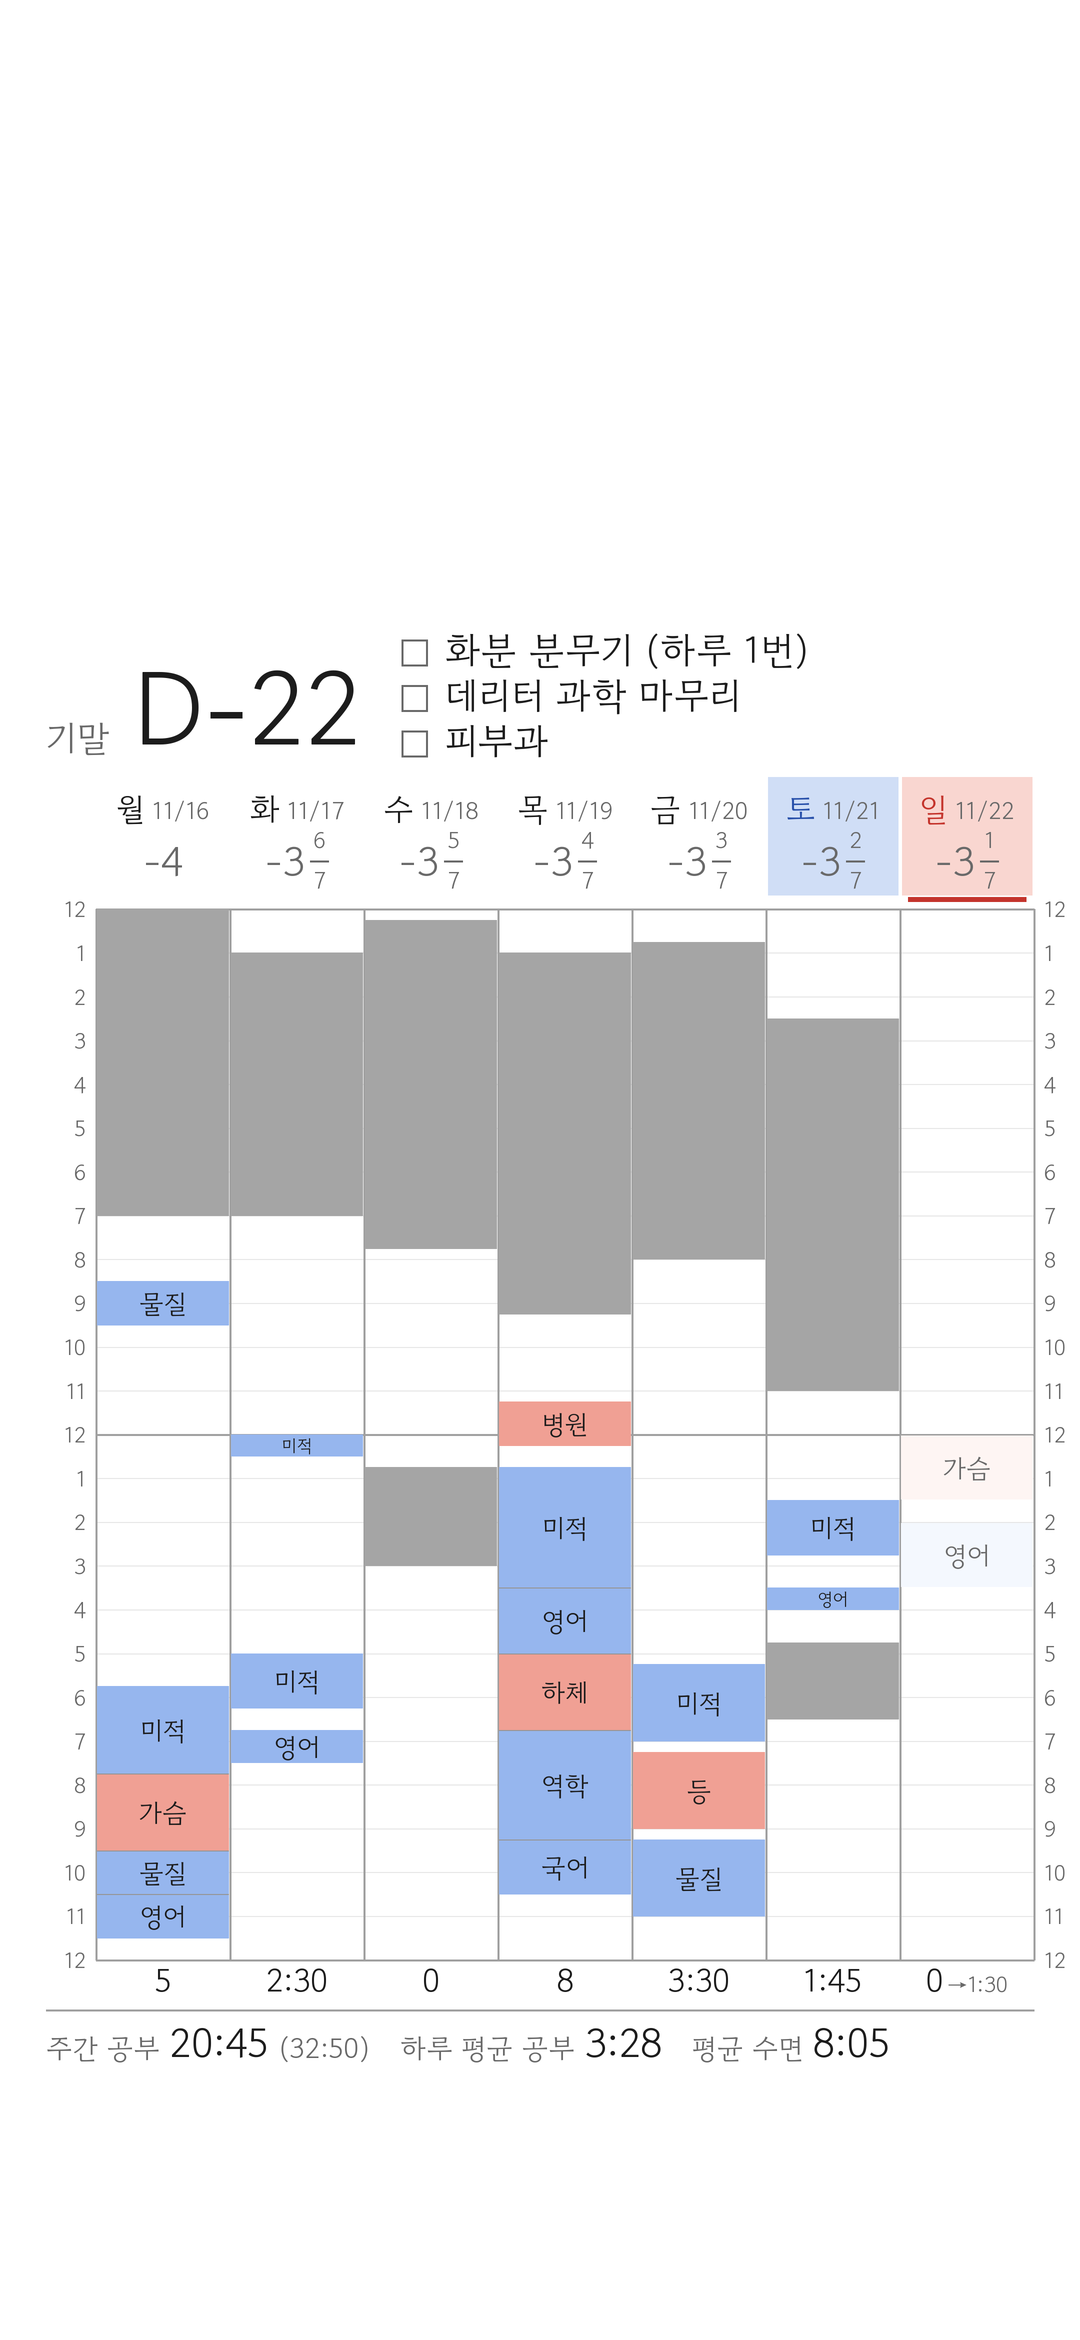 기말 D-22
□ 화분 분무기 (하루 1번)
□ 데리터 과학 마무리
□ 피부과
월 11/16 화 11/17 수 11/18 목 11/19 금 11/20 토 11/21 일 11/22
-4 -3 6/7 -3 5/7 -3 4/7 -3 3/7 -3 2/7 -3 1/7
12 12
1 1
2 2
3 3
4 4
5 5
6 6
7 7
8 8
9 물질 9
10 10
11 11
병원
12 미적 12
1 가슴 1
2 미적 미적 2
3 영어 3
4 영어 영어 4
5 5
미적 하체
6 미적 미적 6
7 영어 7
8 역학 등 8
가슴
9 9
10 물질 국어 물질 10
11 영어 11
12 12
5 2:30 0 8 3:30 1:45 0→1:30
주간 공부 20:45 (32:50) 하루 평균 공부 3:28 평균 수면 8:05